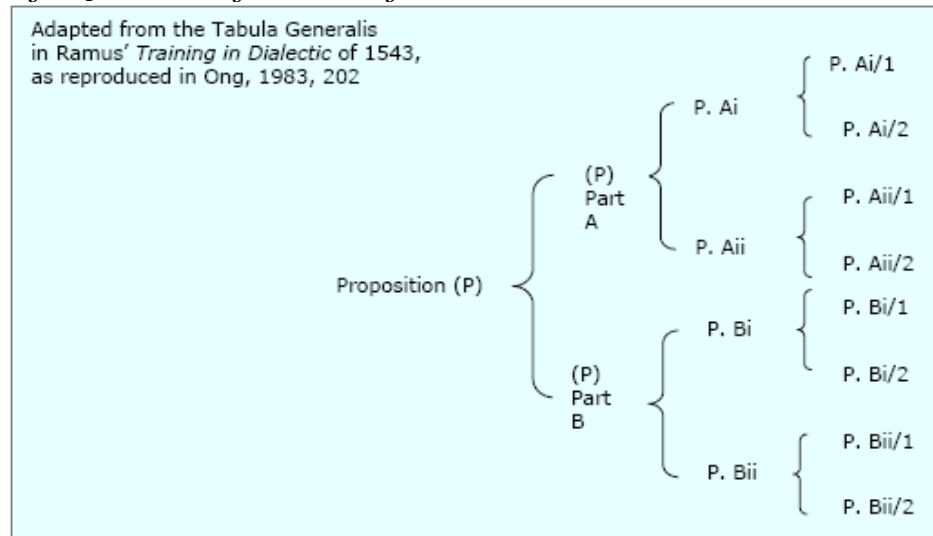 Adapted from the Tabula Generalis
in Ramus' Training in Dialectic of 1543,
as reproduced in Ong, 1983, 202
Proposition (P)
(P)
Part
A
P. Ai
P. Ai/1
P. Ai/2
P. Aii
P. Aii/1
P. Aii/2
(P)
Part
B
P. Bi
P. Bi/1
P. Bi/2
P. Bii
P. Bii/1
P. Bii/2